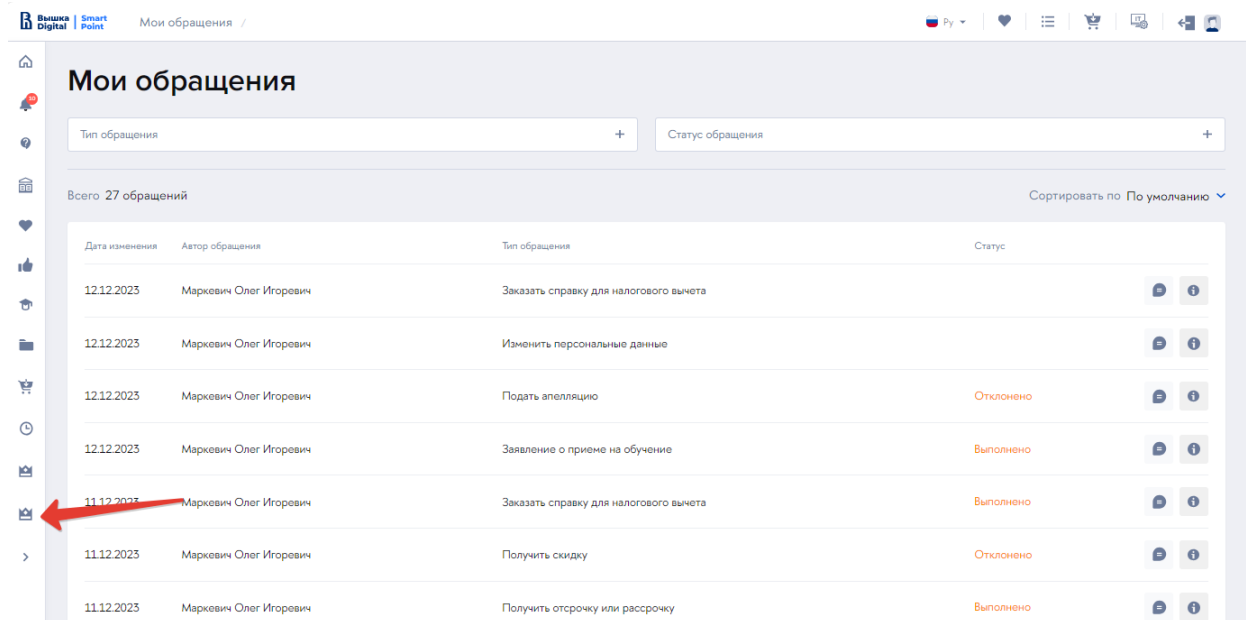 Вышка Digital | Smart Point
Мои обращения /
Ру
IT
10
Мои обращения
Тип обращения +
Статус обращения +
Всего 27 обращений
Сортировать по По умолчанию
Дата изменения Автор обращения Тип обращения Статус
12.12.2023 Маркевич Олег Игоревич Заказать справку для налогового вычета
12.12.2023 Маркевич Олег Игоревич Изменить персональные данные
12.12.2023 Маркевич Олег Игоревич Подать апелляцию Отклонено
12.12.2023 Маркевич Олег Игоревич Заявление о приеме на обучение Выполнено
11.12.2023 Маркевич Олег Игоревич Заказать справку для налогового вычета Выполнено
11.12.2023 Маркевич Олег Игоревич Получить скидку Отклонено
11.12.2023 Маркевич Олег Игоревич Получить отсрочку или рассрочку Выполнено